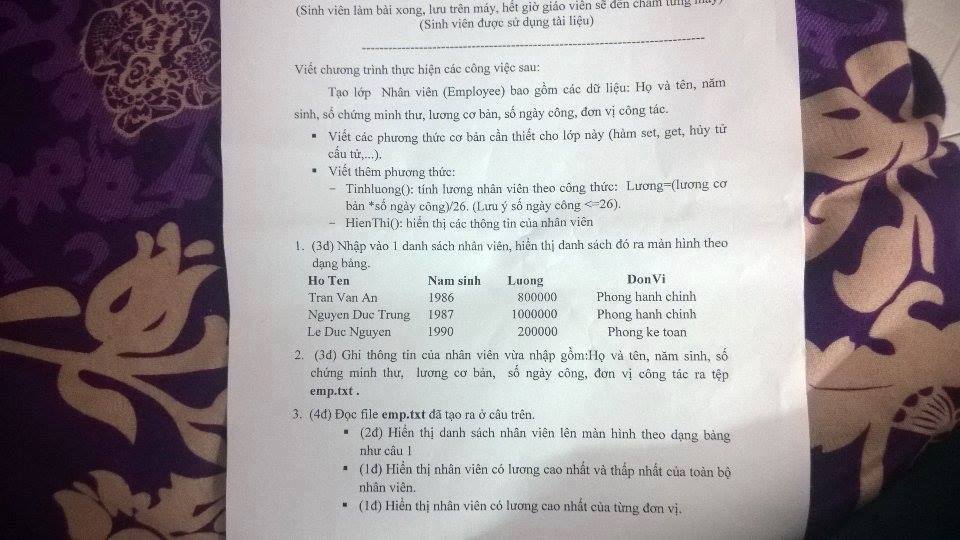 (Sinh viên làm bài xong, lưu trên máy, hết giờ giáo viên sẽ đến chấm từng máy)
(Sinh viên được sử dụng tài liệu)
Viết chương trình thực hiện các công việc sau:
Tạo lớp Nhân viên (Employee) bao gồm các dữ liệu: Họ và tên, năm
sinh, số chứng minh thư, lương cơ bản, số ngày công, đơn vị công tác.
▪ Viết các phương thức cơ bản cần thiết cho lớp này (hàm set, get, hủy tử
cấu tử,...).
▪ Viết thêm phương thức:
− Tinhluong(): tính lương nhân viên theo công thức: Lương=(lương cơ
bản *số ngày công)/26. (Lưu ý số ngày công <=26).
− HienThi(): hiển thị các thông tin của nhân viên
1. (3đ) Nhập vào 1 danh sách nhân viên, hiển thị danh sách đó ra màn hình theo
dạng bảng.
Ho Ten Nam sinh Luong DonVi
Tran Van An 1986 800000 Phong hanh chinh
Nguyen Duc Trung 1987 1000000 Phong hanh chinh
Le Duc Nguyen 1990 200000 Phong ke toan
2. (3đ) Ghi thông tin của nhân viên vừa nhập gồm:Họ và tên, năm sinh, số
chứng minh thư, lương cơ bản, số ngày công, đơn vị công tác ra tệp
emp.txt .
3. (4đ) Đọc file emp.txt đã tạo ra ở câu trên.
▪ (2đ) Hiển thị danh sách nhân viên lên màn hình theo dạng bảng
như câu 1
▪ (1đ) Hiển thị nhân viên có lương cao nhất và thấp nhất của toàn bộ
nhân viên.
▪ (1đ) Hiển thị nhân viên có lương cao nhất của từng đơn vị.